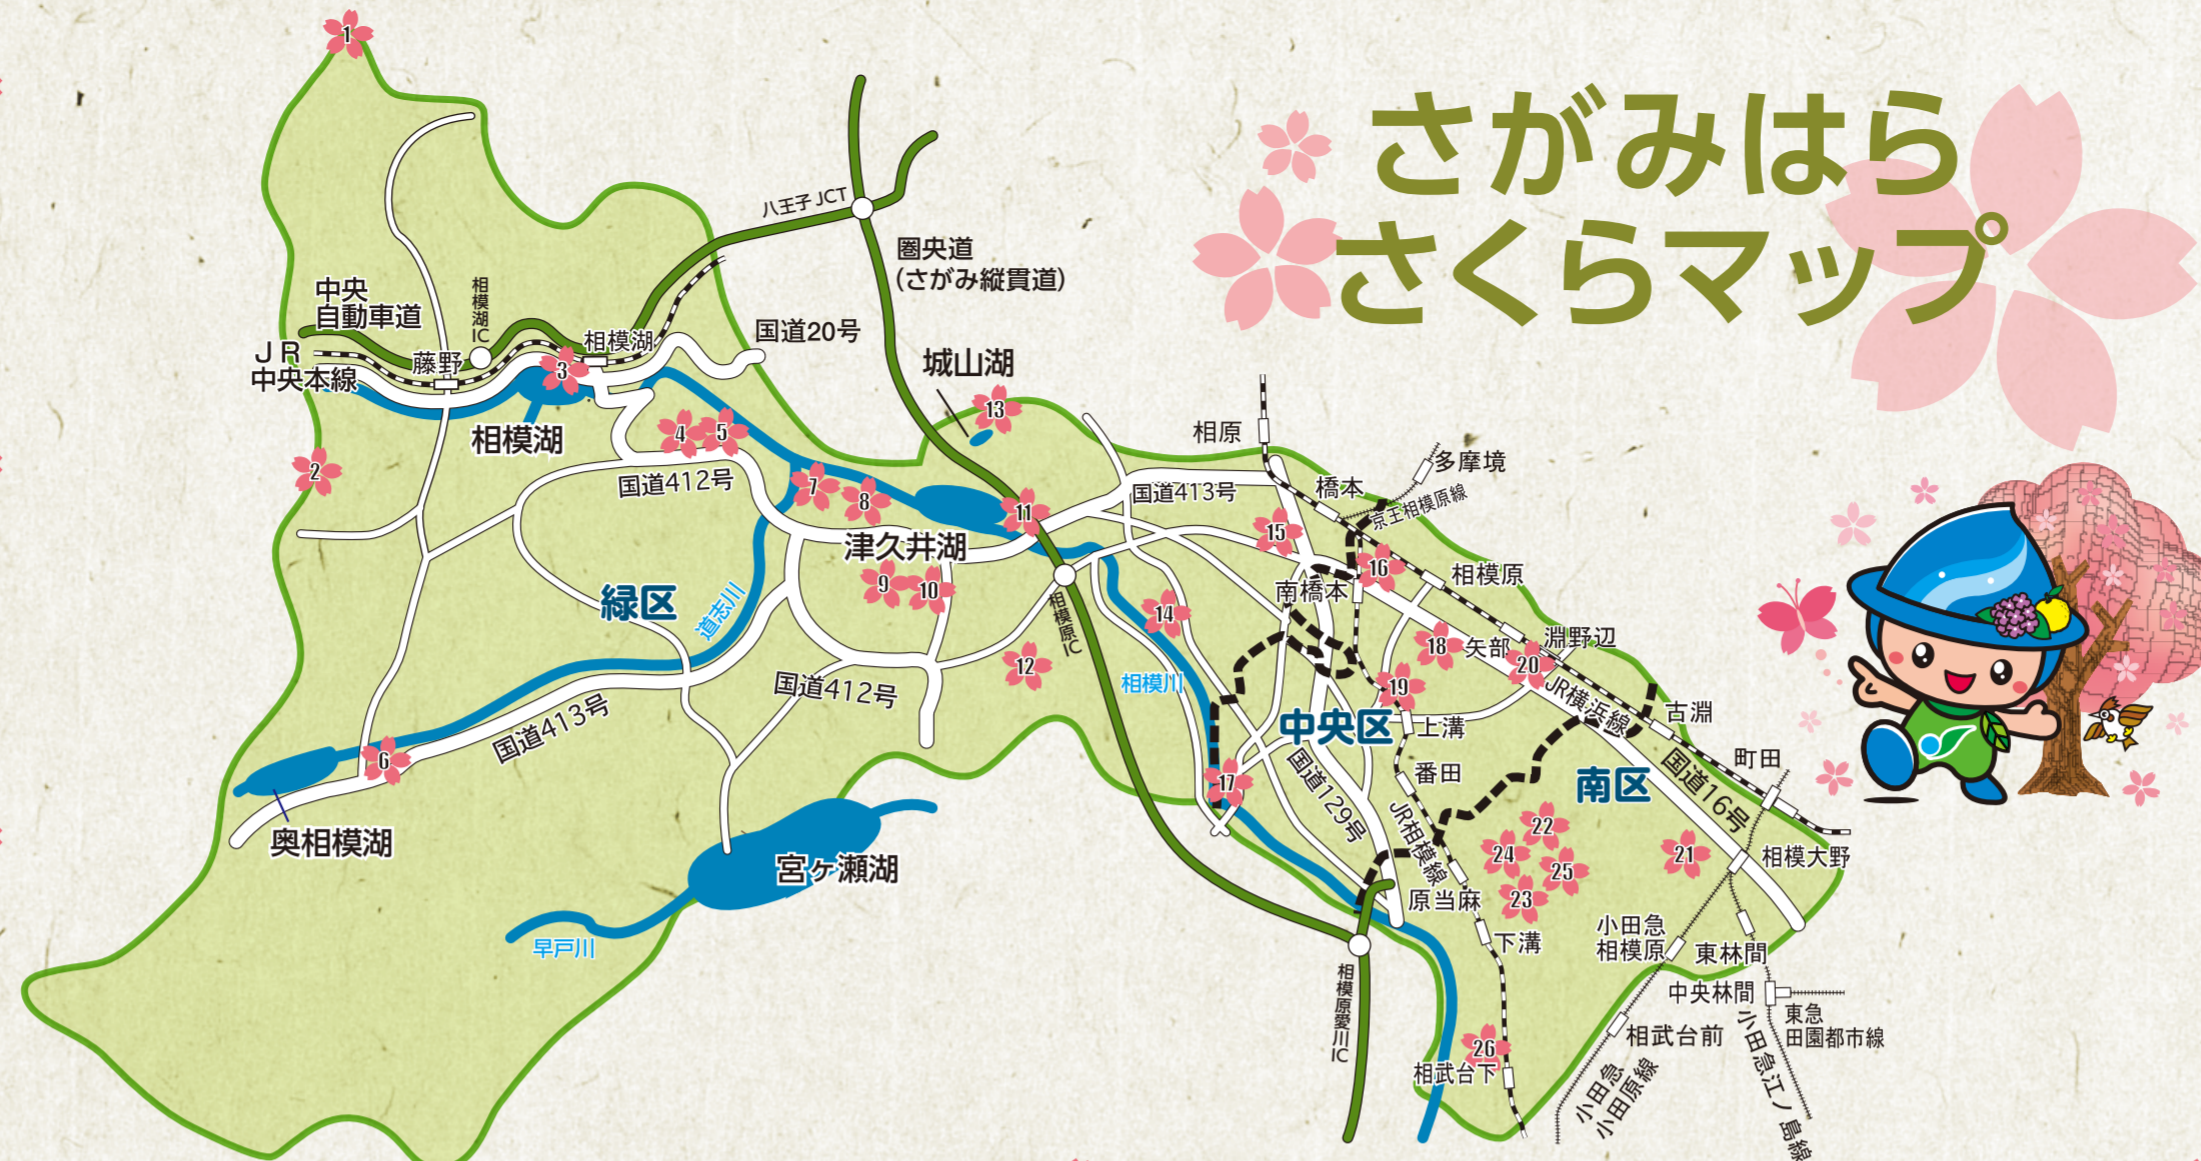 さがみはら
さくらマップ
1
八王子 JCT
圏央道
(さがみ縦貫道)
中央
自動車道
相模湖IC
相模湖
国道20号
JR
中央本線
藤野
3
城山湖
13
相模湖
4
5
2
国道412号
7
8
11
国道413号
相原
多摩境
橋本
京王相模原線
15
津久井湖
9
10
16
相模原
南橋本
緑区
道志川
相模原IC
14
12
相模川
18
矢部
淵野辺
20
19
JR横浜線
国道412号
国道413号
6
奥相模湖
宮ヶ瀬湖
早戸川
中央区
上溝
古淵
番田
17
国道129号
JR相模線
南区
国道16号
町田
22
24
25
23
21
相模大野
原当麻
下溝
小田急
相模原
東林間
中央林間
東急
田園都市線
相模原愛川IC
相武台前
26
相武台下
小田急
小田原線
小田急江ノ島線